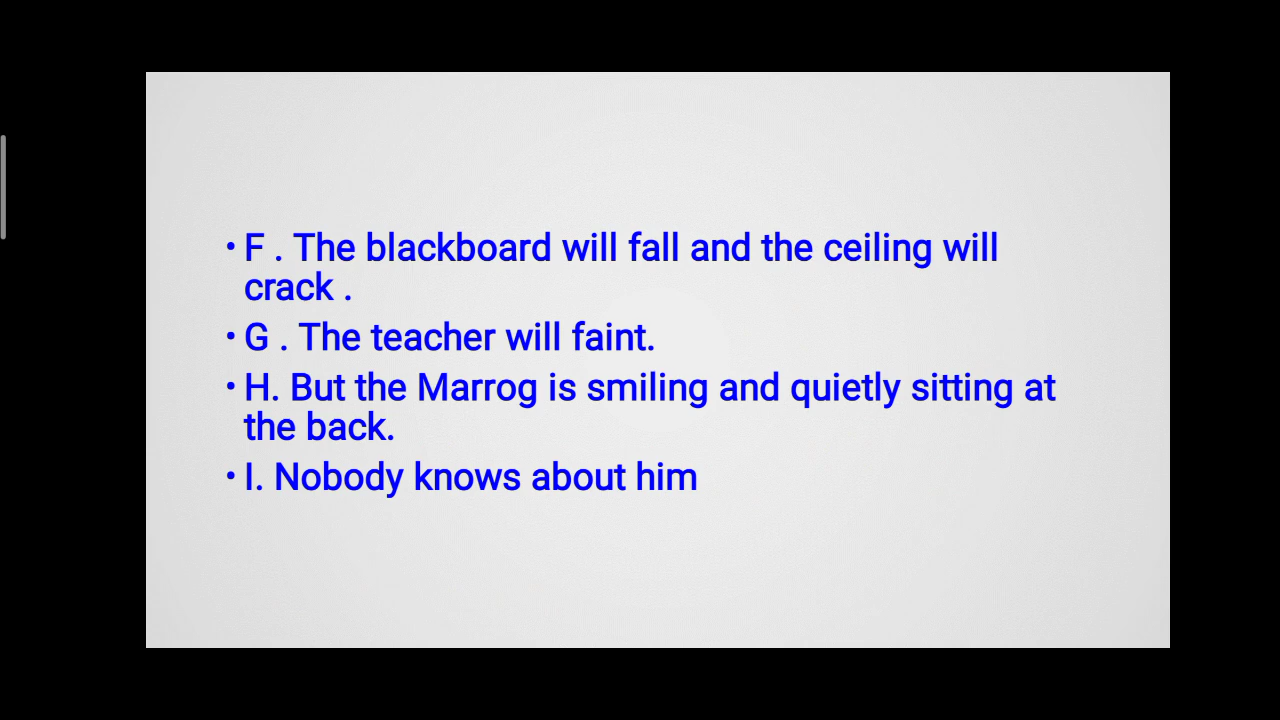 • F . The blackboard will fall and the ceiling will
crack .
• G . The teacher will faint.
• H. But the Marrog is smiling and quietly sitting at
the back.
• I. Nobody knows about him